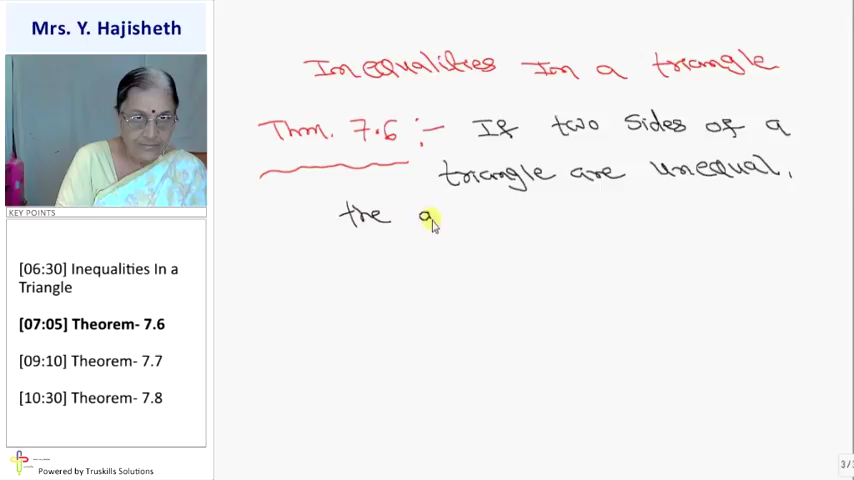 Mrs. Y. Hajisheth
Inequalities In a triangle
Thm. 7.6 :- If two sides of a
triangle are unequal,
the a
KEY POINTS
[06:30] Inequalities In a
Triangle
[07:05] Theorem- 7.6
[09:10] Theorem- 7.7
[10:30] Theorem- 7.8
Powered by Truskills Solutions
3/3